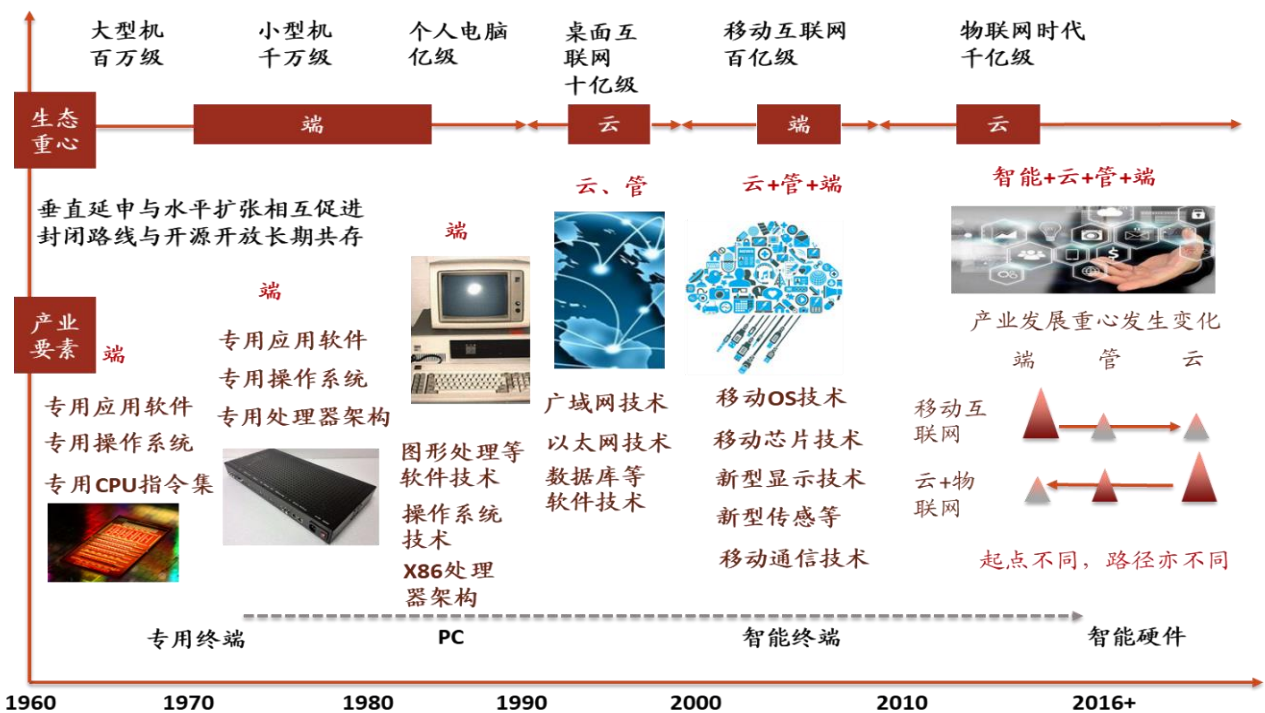 大型机
百万级
小型机
千万级
个人电脑
亿级
桌面互
联网
十亿级
移动互联网
百亿级
物联网时代
千亿级
生态
重心
端
云
端
云
垂直延申与水平扩张相互促进
封闭路线与开源开放长期共存
端
端
端
云、管
云+管+端
智能+云+管+端
产业
要素
专用应用软件
专用操作系统
专用CPU指令集
专用应用软件
专用操作系统
专用处理器架构
图形处理等
软件技术
操作系统
技术
X86处理
器架构
广域网技术
以太网技术
数据库等
软件技术
移动OS技术
移动芯片技术
新型显示技术
新型传感等
移动通信技术
产业发展重心发生变化
端 管 云
移动互
联网
云+物
联网
起点不同，路径亦不同
专用终端 PC 智能终端 智能硬件
1960 1970 1980 1990 2000 2010 2016+